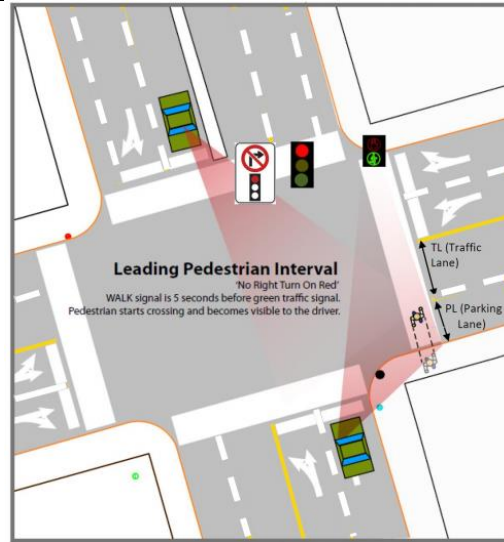 Leading Pedestrian Interval
'No Right Turn On Red'
WALK signal is 5 seconds before green traffic signal.
Pedestrian starts crossing and becomes visible to the driver.
TL (Traffic
Lane)
PL (Parking
Lane)